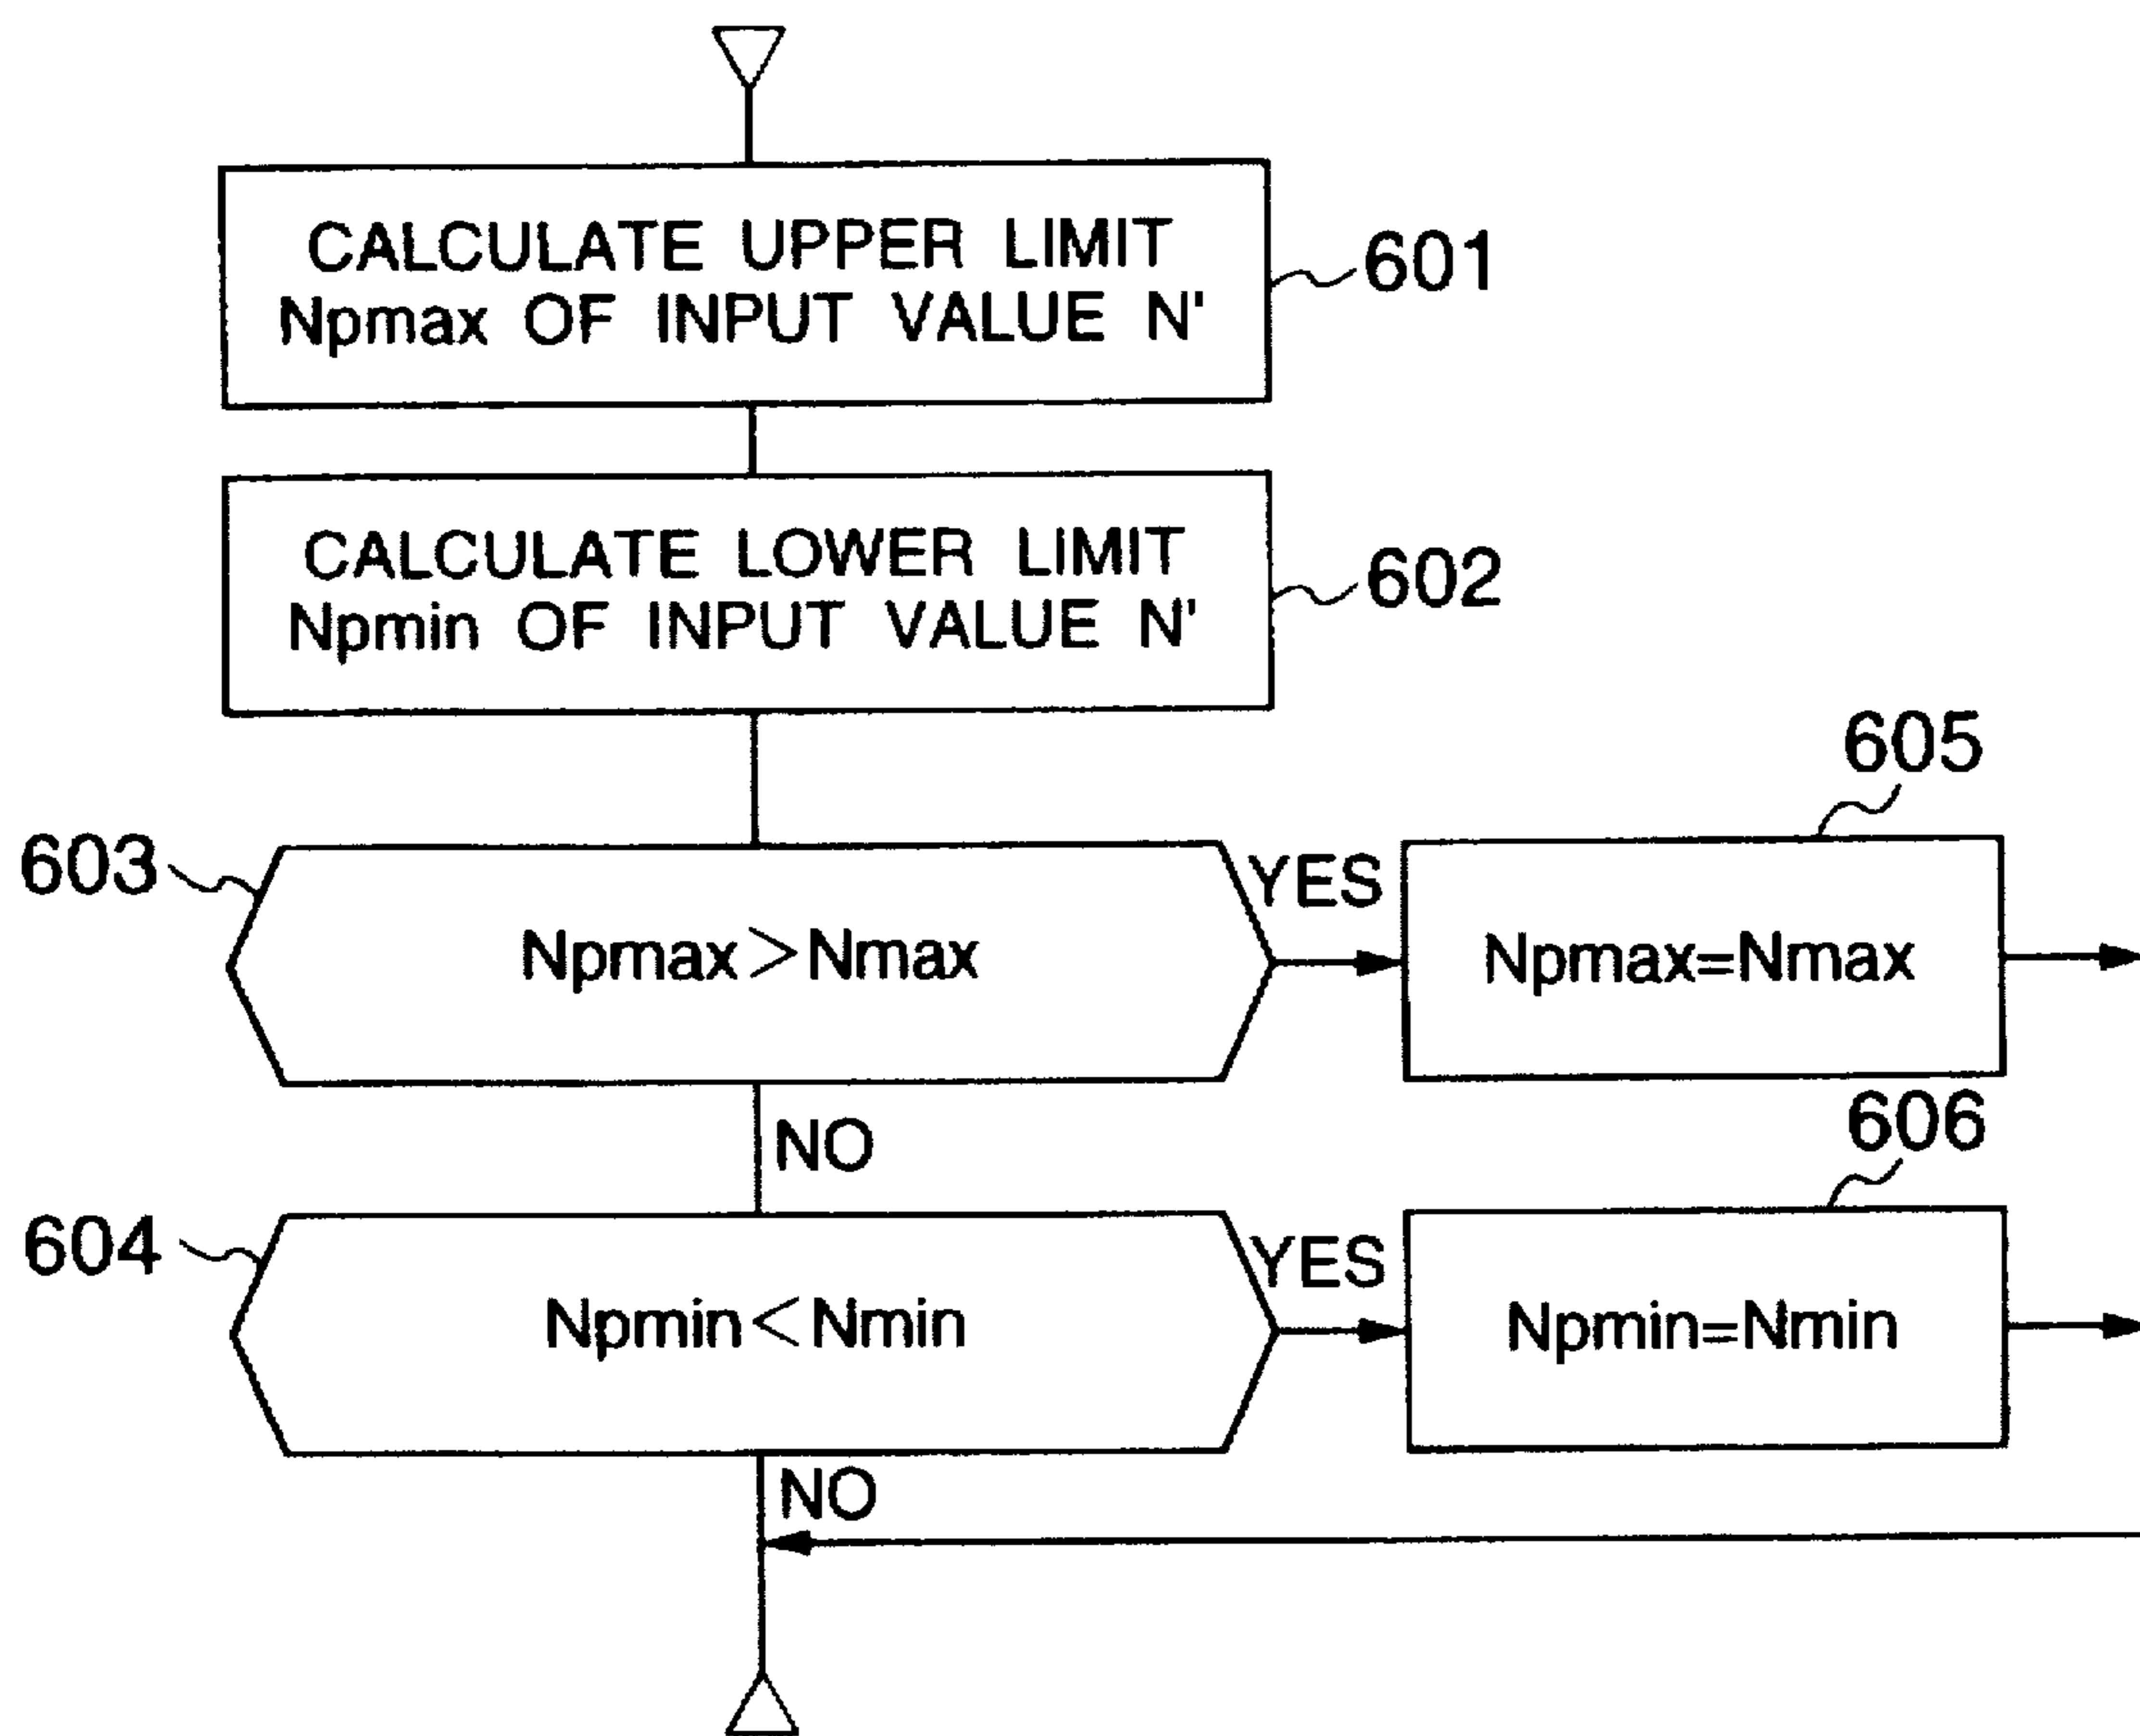 CALCULATE UPPER LIMIT
Npmax OF INPUT VALUE N'
601
CALCULATE LOWER LIMIT
Npmin OF INPUT VALUE N'
602
603
Npmax>Nmax
YES
605
Npmax=Nmax
NO
604
Npmin<Nmin
YES
606
Npmin=Nmin
NO